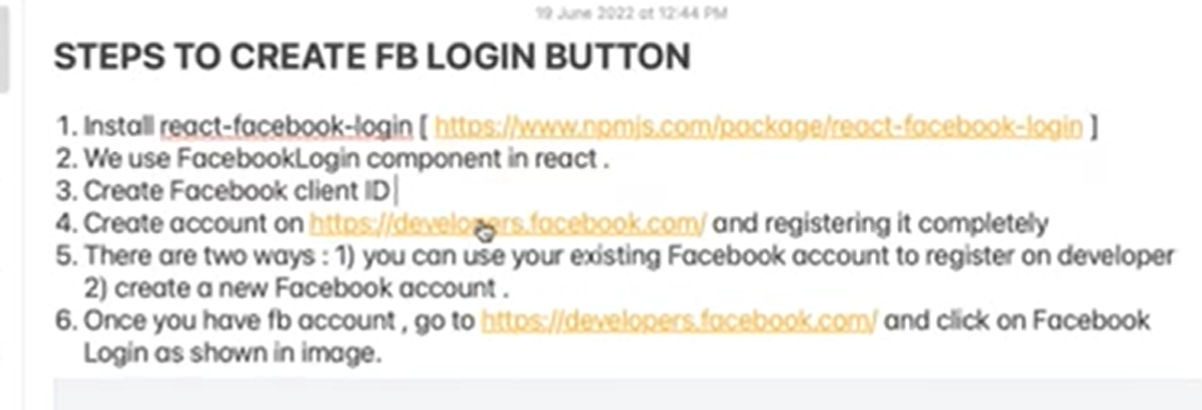 19 June 2022 at 12:44 PM
STEPS TO CREATE FB LOGIN BUTTON
1. Install react-facebook-login [ https://www.npmjs.com/package/react-facebook-login ]
2. We use FacebookLogin component in react .
3. Create Facebook client ID
4. Create account on https://developers.facebook.com/ and registering it completely
5. There are two ways : 1) you can use your existing Facebook account to register on developer
2) create a new Facebook account .
6. Once you have fb account , go to https://developers.facebook.com/ and click on Facebook
Login as shown in image.